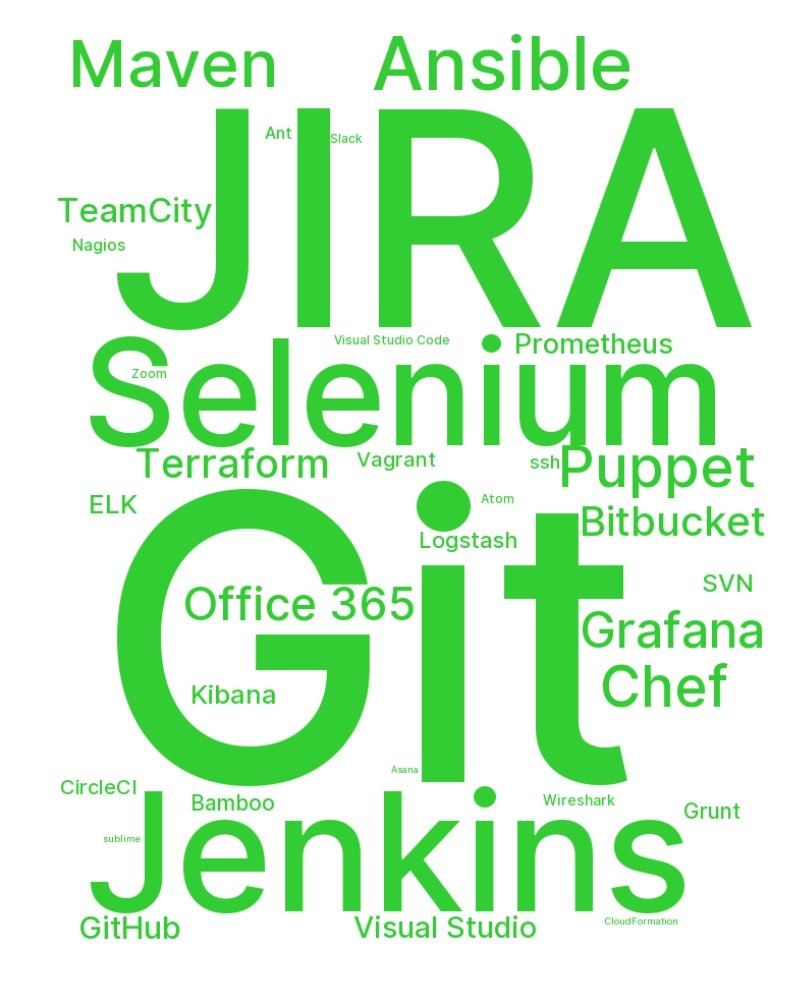 Maven
Ansible
JIRA
Ant
Slack
TeamCity
Nagios
Selenium
Visual Studio Code
Prometheus
Zoom
Terraform
Vagrant
ssh
Puppet
ELK
Git
Atom
Bitbucket
Logstash
Office 365
SVN
Grafana
Chef
Kibana
Asana
CircleCI
Jenkins
Bamboo
Wireshark
Grunt
sublime
GitHub
Visual Studio
CloudFormation